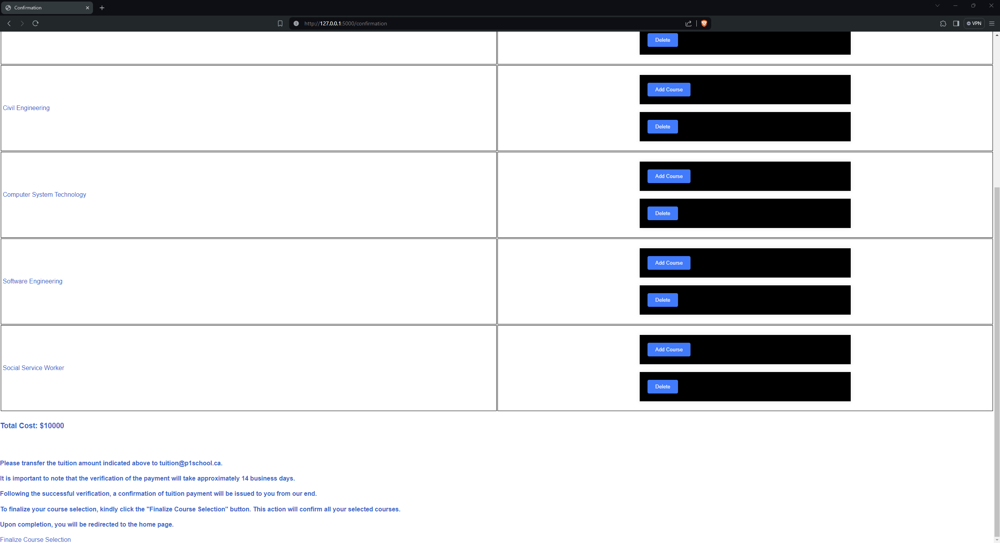 Confirmation
http://127.0.0.1:5000/confirmation
VPN
Delete
Civil Engineering
Add Course
Delete
Computer System Technology
Add Course
Delete
Software Engineering
Add Course
Delete
Social Service Worker
Add Course
Delete
Total Cost: $10000
Please transfer the tuition amount indicated above to tuition@p1school.ca.
It is important to note that the verification of the payment will take approximately 14 business days.
Following the successful verification, a confirmation of tuition payment will be issued to you from our end.
To finalize your course selection, kindly click the "Finalize Course Selection" button. This action will confirm all your selected courses.
Upon completion, you will be redirected to the home page.
Finalize Course Selection